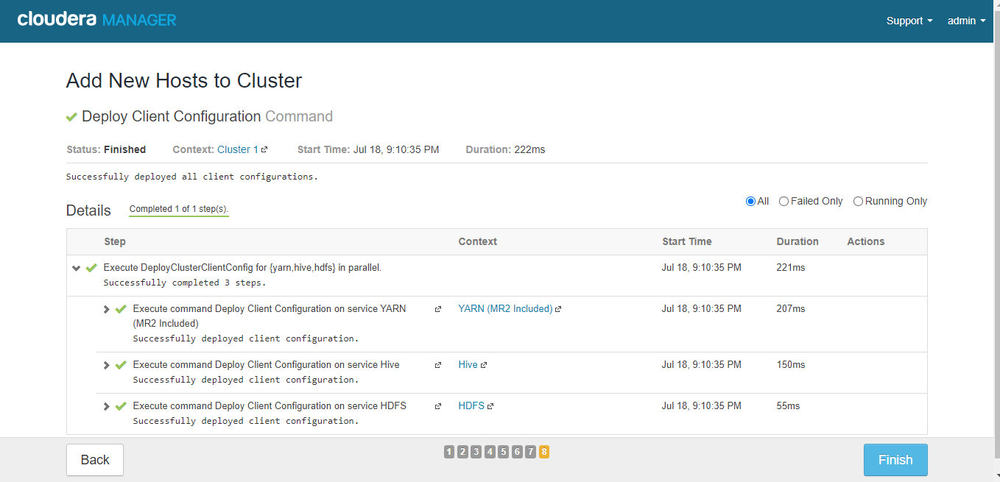 cloudera MANAGER
Support admin
Add New Hosts to Cluster
Deploy Client Configuration Command
Status: Finished Context: Cluster 1 Start Time: Jul 18, 9:10:35 PM Duration: 222ms
Successfully deployed all client configurations.
Details Completed 1 of 1 step(s). All Failed Only Running Only
Step Context Start Time Duration Actions
Execute DeployClusterClientConfig for {yarn,hive,hdfs} in parallel. Jul 18, 9:10:35 PM 221ms
Successfully completed 3 steps.
Execute command Deploy Client Configuration on service YARN YARN (MR2 Included) Jul 18, 9:10:35 PM 207ms
(MR2 Included)
Successfully deployed client configuration.
Execute command Deploy Client Configuration on service Hive Hive Jul 18, 9:10:35 PM 150ms
Successfully deployed client configuration.
Execute command Deploy Client Configuration on service HDFS HDFS Jul 18, 9:10:35 PM 55ms
Successfully deployed client configuration.
Back 1 2 3 4 5 6 7 8 Finish